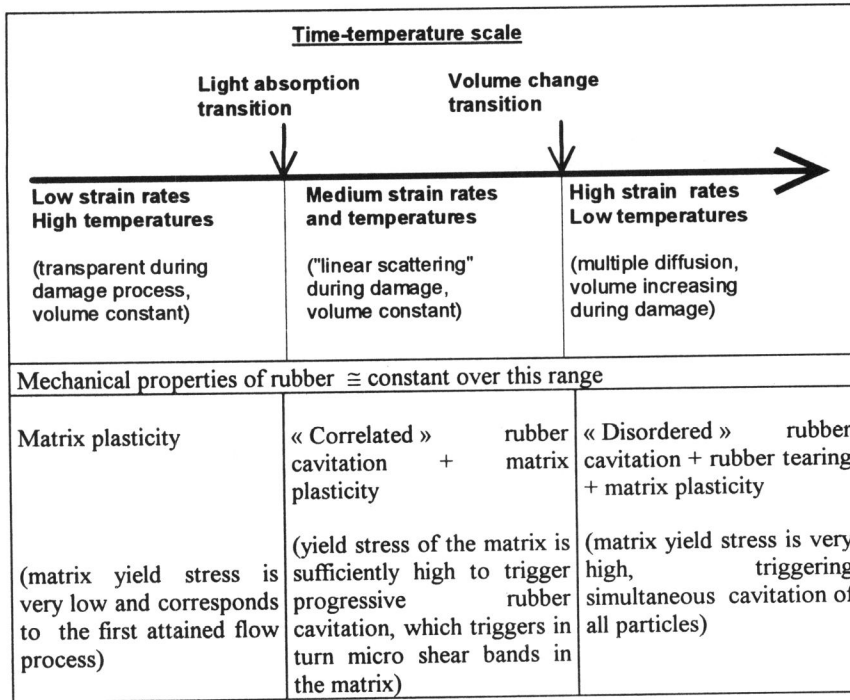 Time-temperature scale
Light absorption
transition
Volume change
transition
Low strain rates
High temperatures
(transparent during
damage process,
volume constant)
Medium strain rates
and temperatures
("linear scattering"
during damage,
volume constant)
High strain rates
Low temperatures
(multiple diffusion,
volume increasing
during damage)
Mechanical properties of rubber ≅ constant over this range
Matrix plasticity
(matrix yield stress is
very low and corresponds
to the first attained flow
process)
« Correlated » rubber
cavitation + matrix
plasticity
(yield stress of the matrix is
sufficiently high to trigger
progressive rubber
cavitation, which triggers in
turn micro shear bands in
the matrix)
« Disordered » rubber
cavitation + rubber tearing
+ matrix plasticity
(matrix yield stress is very
high, triggering
simultaneous cavitation of
all particles)